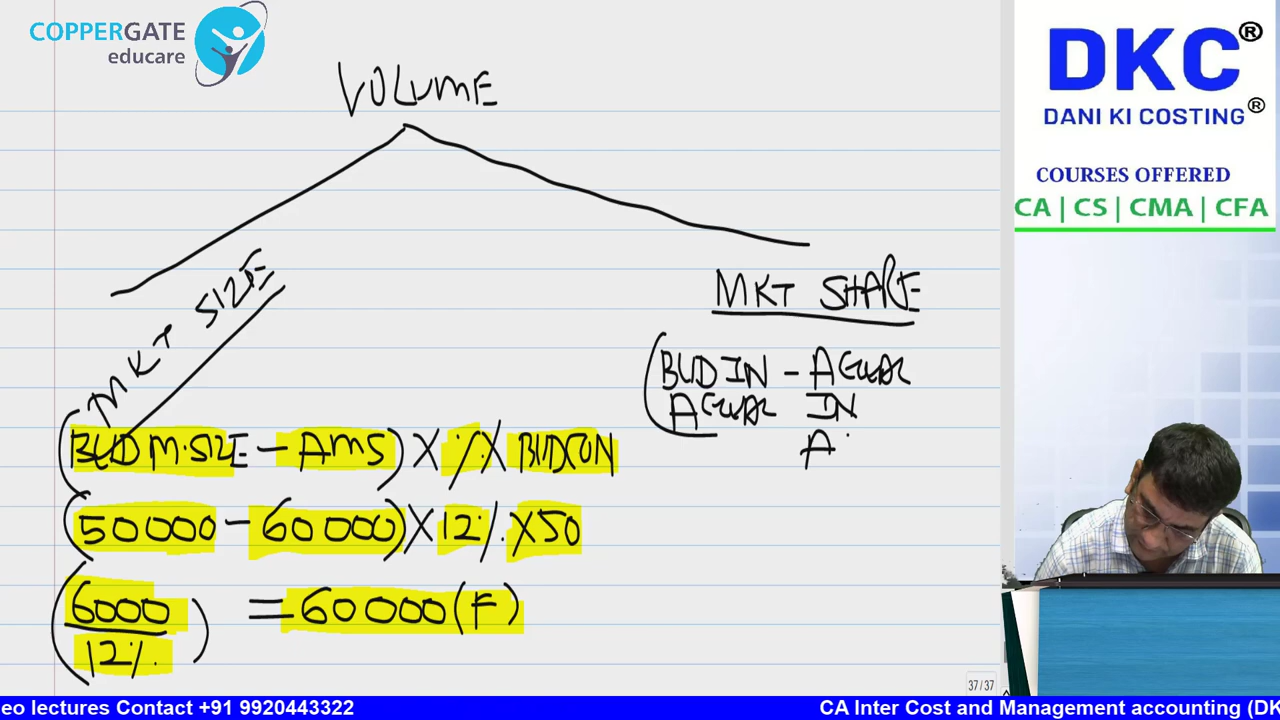 COPPERGATE
educare
VOLUME
MKT SIZE
(BUD M.SIZE - AMS) X % X BUDCON
(50000 - 60000) X 12% X 50
(6000
12%) = 60000 (F)
MKT SHARE
(BUD IN - ACTUAL
ACTUAL IN
A
37/37
DKC®
DANI KI COSTING®
COURSES OFFERED
CA | CS | CMA | CFA
eo lectures Contact +91 9920443322
CA Inter Cost and Management accounting (DK